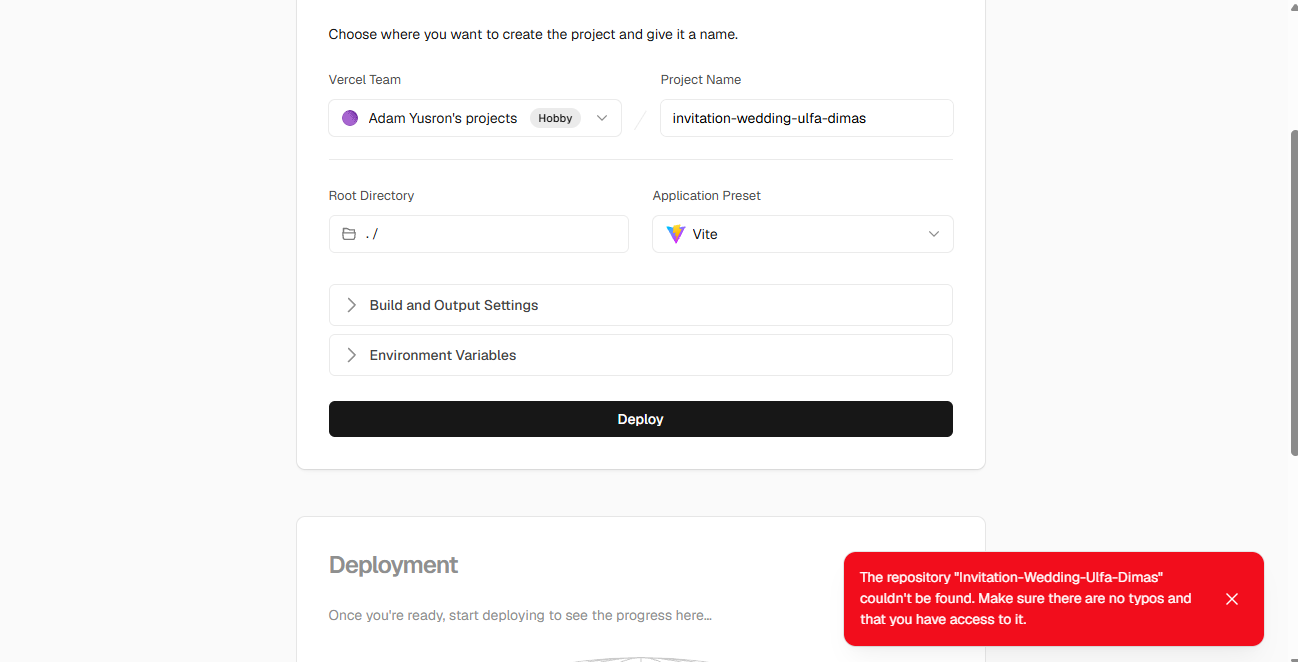 Choose where you want to create the project and give it a name.
Vercel Team
Project Name
Adam Yusron's projects Hobby
/
invitation-wedding-ulfa-dimas
Root Directory
Application Preset
./
Vite
Build and Output Settings
Environment Variables
Deploy
Deployment
Once you're ready, start deploying to see the progress here...
The repository "Invitation-Wedding-Ulfa-Dimas"
couldn't be found. Make sure there are no typos and
that you have access to it.